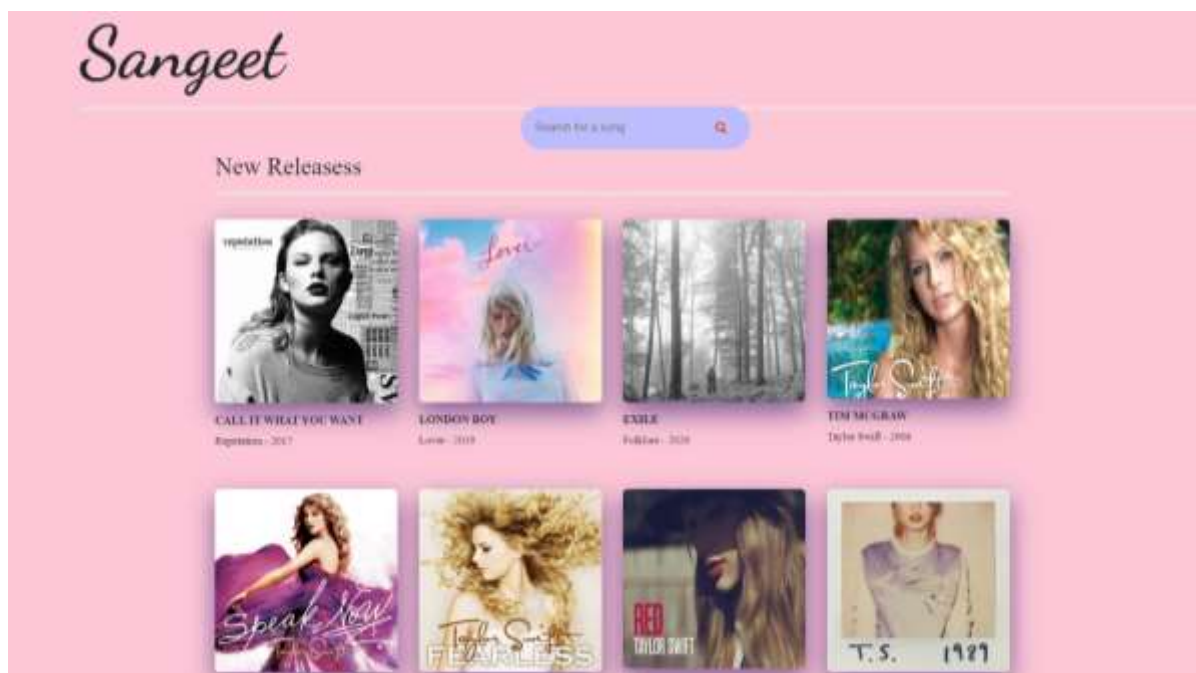 Sangeet
Search for a song
New Releasess
reputation
Lover
Taylor Swift
CALL IT WHAT YOU WANT
Reputation - 2017
LONDON BOY
Lover - 2019
EXILE
Folklore - 2020
TIM MCGRAW
Taylor Swift - 2006
Speak Now
Taylor Swift
Taylor Swift
FEARLESS
RED
TAYLOR SWIFT
T. S. 1989